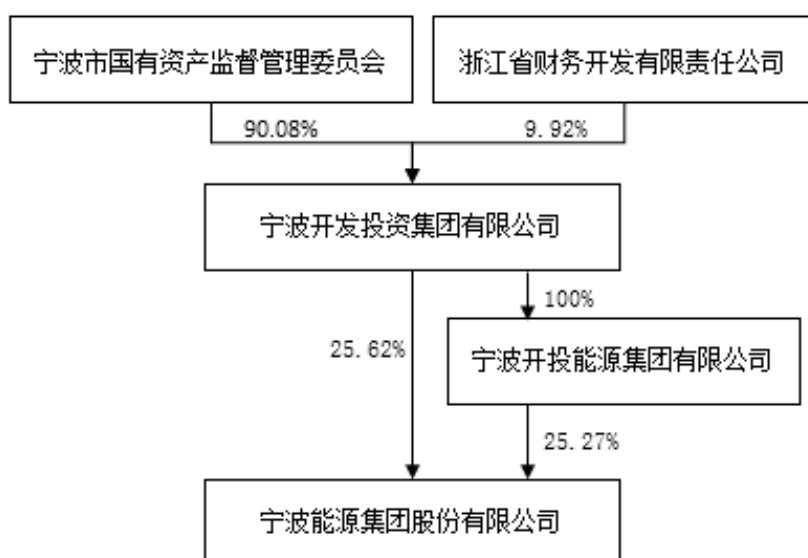 宁波市国有资产监督管理委员会
浙江省财务开发有限责任公司
90.08%
9.92%
宁波开发投资集团有限公司
100%
25.62%
宁波开投能源集团有限公司
25.27%
宁波能源集团股份有限公司